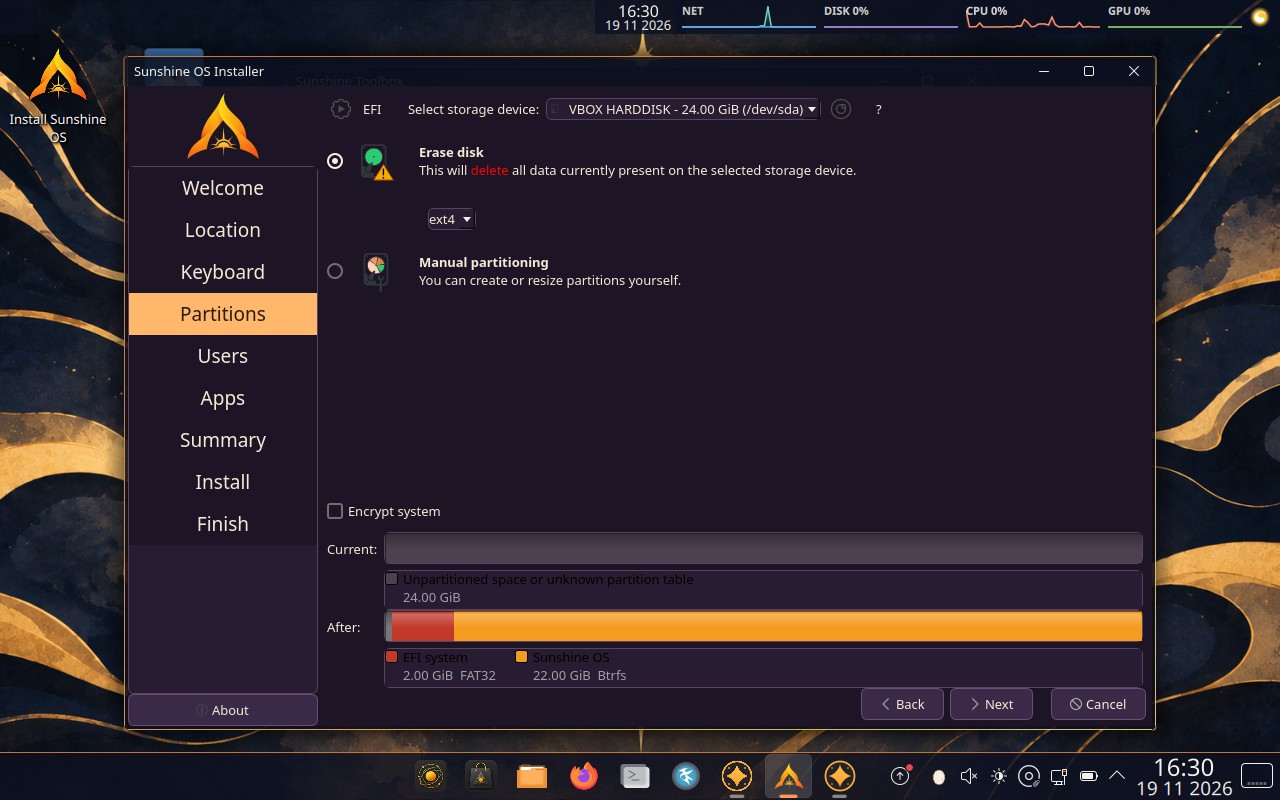 16:30
19 11 2026
NET
DISK 0%
CPU 0%
GPU 0%
Install Sunshine
OS
Sunshine OS Installer
Sunshine Toolbox
EFI
Select storage device:
VBOX HARDDISK - 24.00 GiB (/dev/sda)
?
Welcome
Location
Keyboard
Partitions
Users
Apps
Summary
Install
Finish
About
Erase disk
This will delete all data currently present on the selected storage device.
ext4
Manual partitioning
You can create or resize partitions yourself.
Encrypt system
Current:
Unpartitioned space or unknown partition table
24.00 GiB
After:
EFI system
2.00 GiB FAT32
Sunshine OS
22.00 GiB Btrfs
Back
Next
Cancel
16:30
19 11 2026